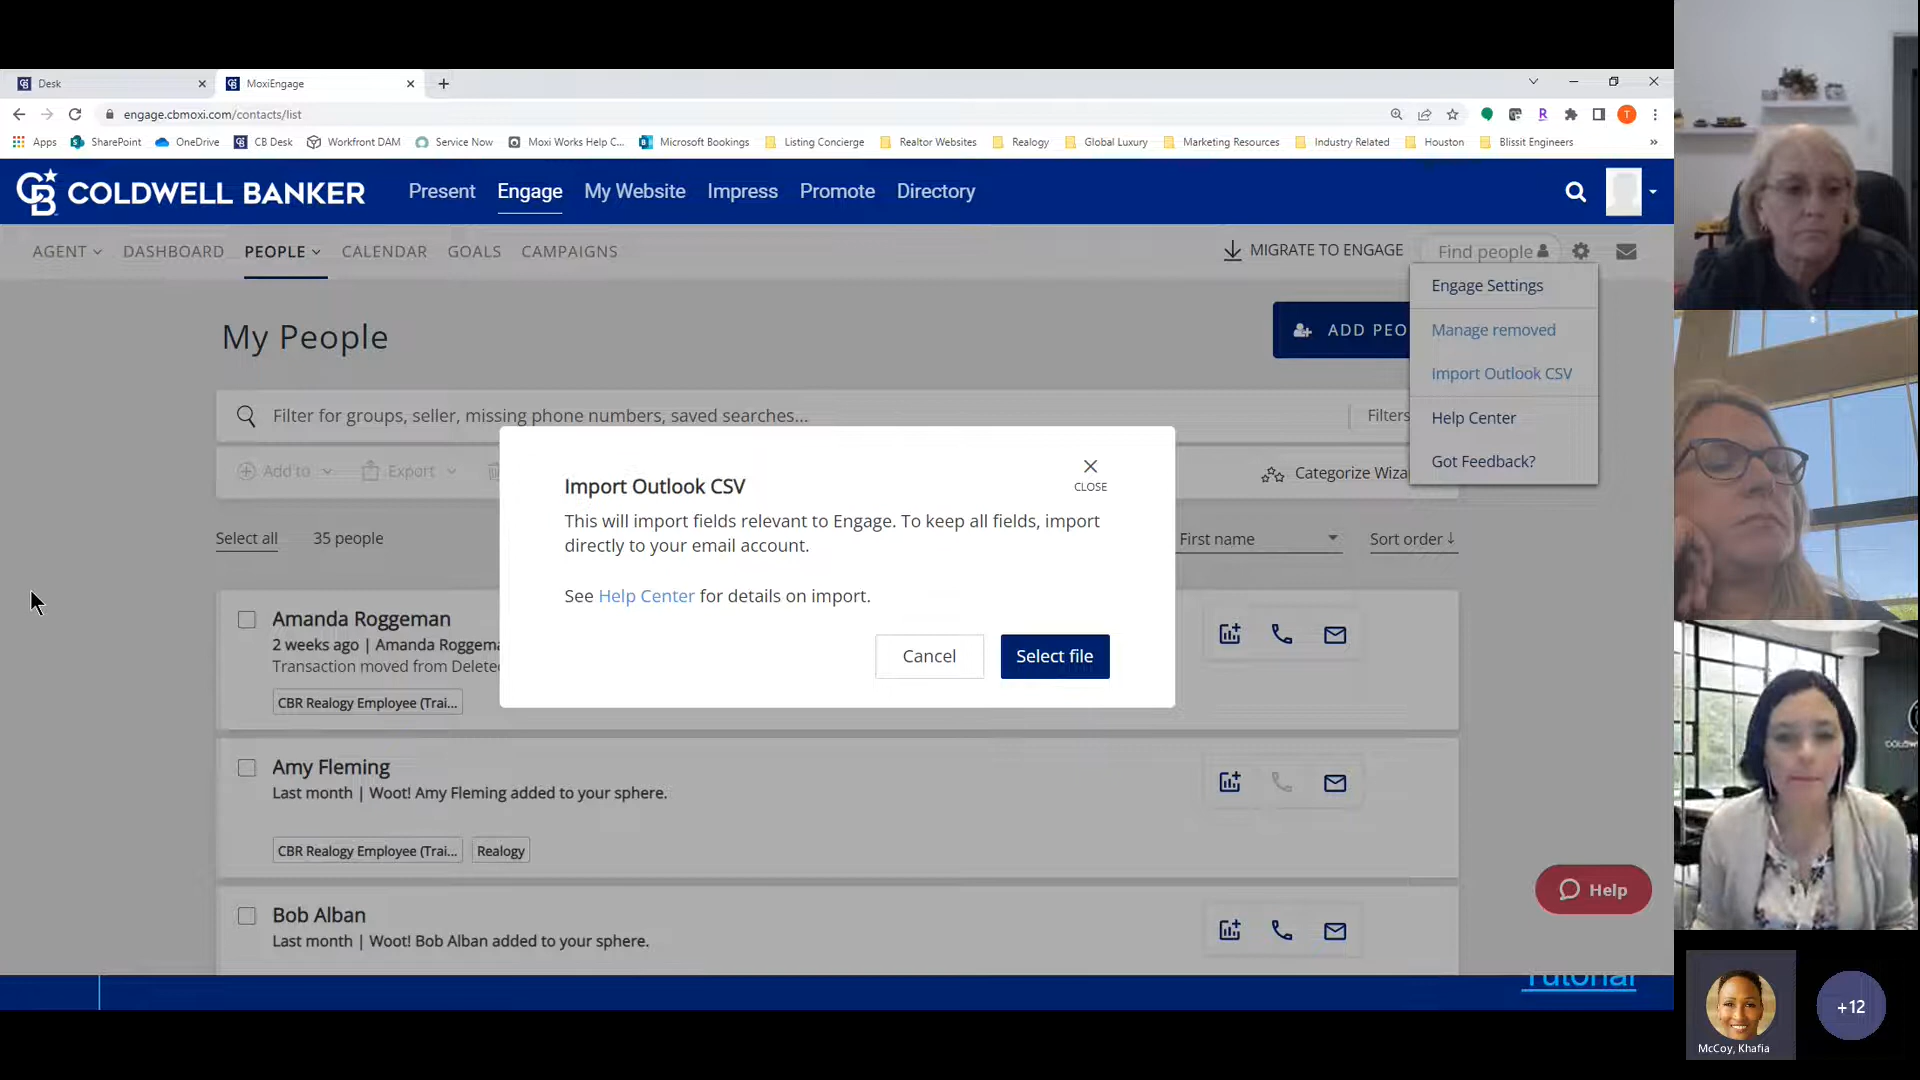 Desk
MoxiEngage
engage.cbmoxi.com/contacts/list
T
Apps
SharePoint
OneDrive
CB Desk
Workfront DAM
Service Now
Moxi Works Help C...
Microsoft Bookings
Listing Concierge
Realtor Websites
Realogy
Global Luxury
Marketing Resources
Industry Related
Houston
Blissit Engineers
»
COLDWELL BANKER
Present
Engage
My Website
Impress
Promote
Directory
AGENT
DASHBOARD
PEOPLE
CALENDAR
GOALS
CAMPAIGNS
MIGRATE TO ENGAGE
Find people
Engage Settings
Manage removed
Import Outlook CSV
Help Center
Got Feedback?
My People
ADD PEO
Filter for groups, seller, missing phone numbers, saved searches...
Filters
Add to
Export
Categorize Wiza
Select all
35 people
First name
Sort order↓
Import Outlook CSV
CLOSE
This will import fields relevant to Engage. To keep all fields, import
directly to your email account.
See Help Center for details on import.
Cancel
Select file
Amanda Roggeman
2 weeks ago | Amanda Roggema
Transaction moved from Delete
CBR Realogy Employee (Trai...
Amy Fleming
Last month | Woot! Amy Fleming added to your sphere.
CBR Realogy Employee (Trai...
Realogy
Bob Alban
Last month | Woot! Bob Alban added to your sphere.
Help
Tutorial
McCoy, Khafia
+12